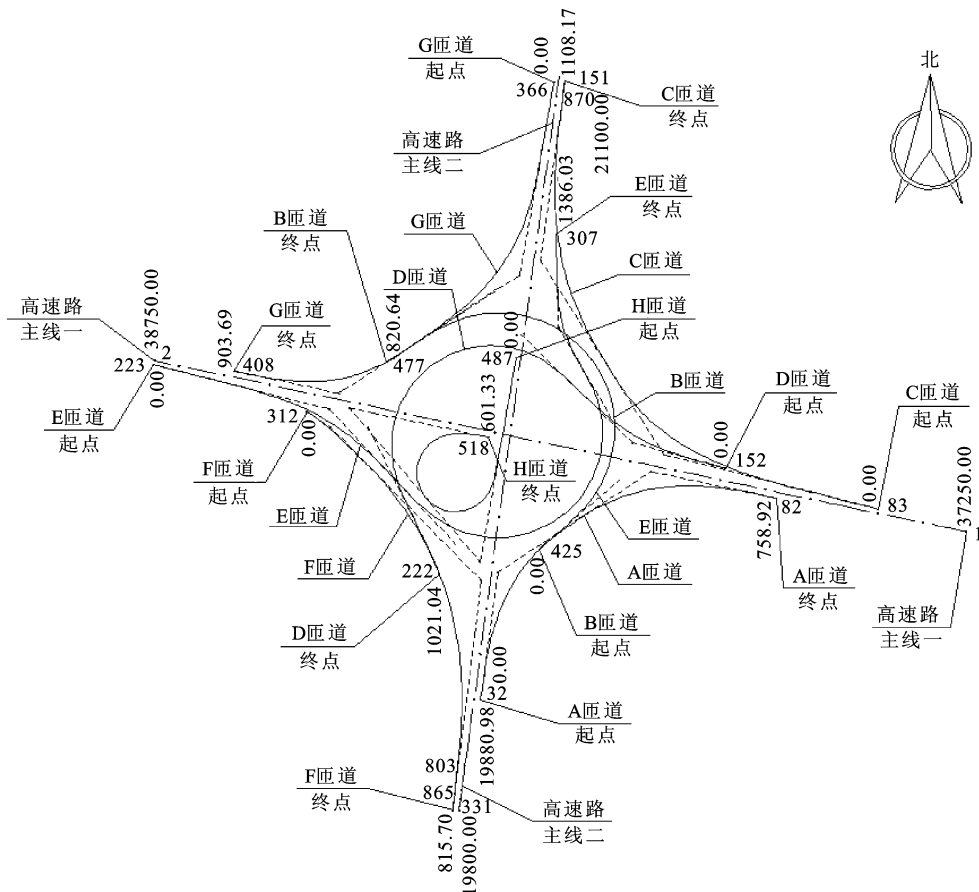 G匝道
起点
0.00
1108.17
366
151
870
21100.00
C匝道
终点
北
高速路
主线二
1386.03
E匝道
终点
B匝道
终点
G匝道
307
C匝道
D匝道
H匝道
起点
高速路
主线一
38750.00
903.69
G匝道
终点
820.64
0.00
223
2
0.00
408
477
487
B匝道
D匝道
终点
C匝道
起点
E匝道
起点
312
0.00
601.33
518
H匝道
终点
0.00
152
0.00
83
37250.00
1
F匝道
起点
E匝道
82
758.92
E匝道
F匝道
222
425
0.00
A匝道
A匝道
终点
高速路
主线一
B匝道
起点
D匝道
终点
1021.04
0.00
32
A匝道
起点
19880.98
803
F匝道
终点
865
331
高速路
主线二
815.70
19800.00